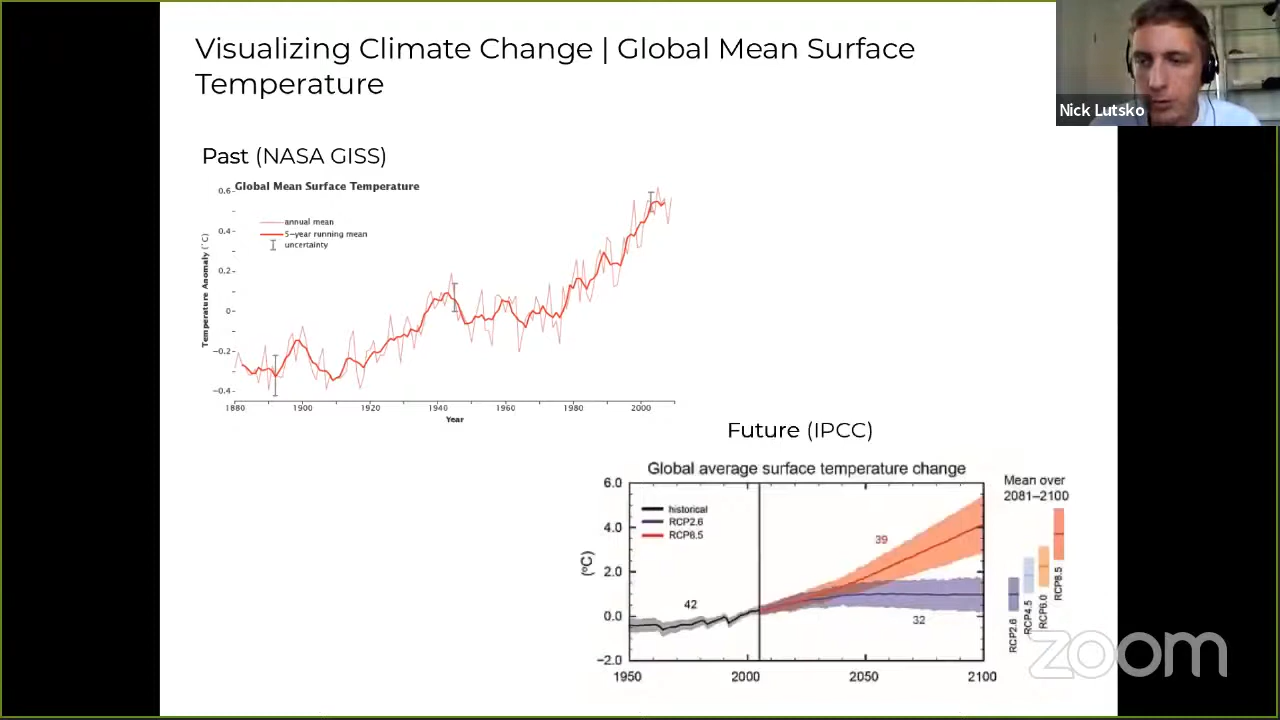 Visualizing Climate Change | Global Mean Surface
Temperature
Nick Lutsko
Past (NASA GISS)
Global Mean Surface Temperature
annual mean
5-year running mean
uncertainty
Temperature Anomaly (°C)
0.6
0.4
0.2
0
-0.2
-0.4
1880 1900 1920 1940 1960 1980 2000
Year
Future (IPCC)
Global average surface temperature change
Mean over
2081–2100
(°C)
6.0
4.0
2.0
0.0
−2.0
historical
RCP2.6
RCP8.5
42
39
32
1950 2000 2050 2100
RCP2.6
RCP4.5
RCP6.0
RCP8.5
zoom